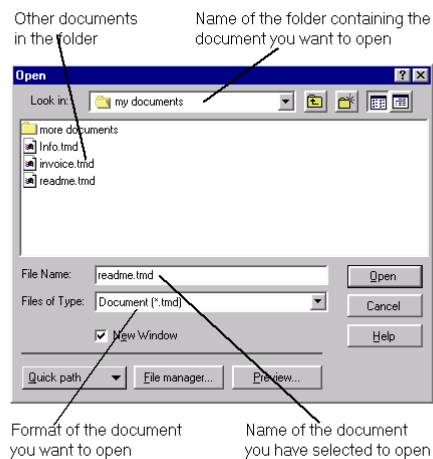 Other documents
in the folder
Name of the folder containing the
document you want to open
Open
Look in:
my documents
more documents
Info.tmd
invoice.tmd
readme.tmd
File Name:
readme.tmd
Open
Files of Type:
Document (*.tmd)
Cancel
New Window
Help
Quick path
File manager...
Preview...
Format of the document
you want to open
Name of the document
you have selected to open